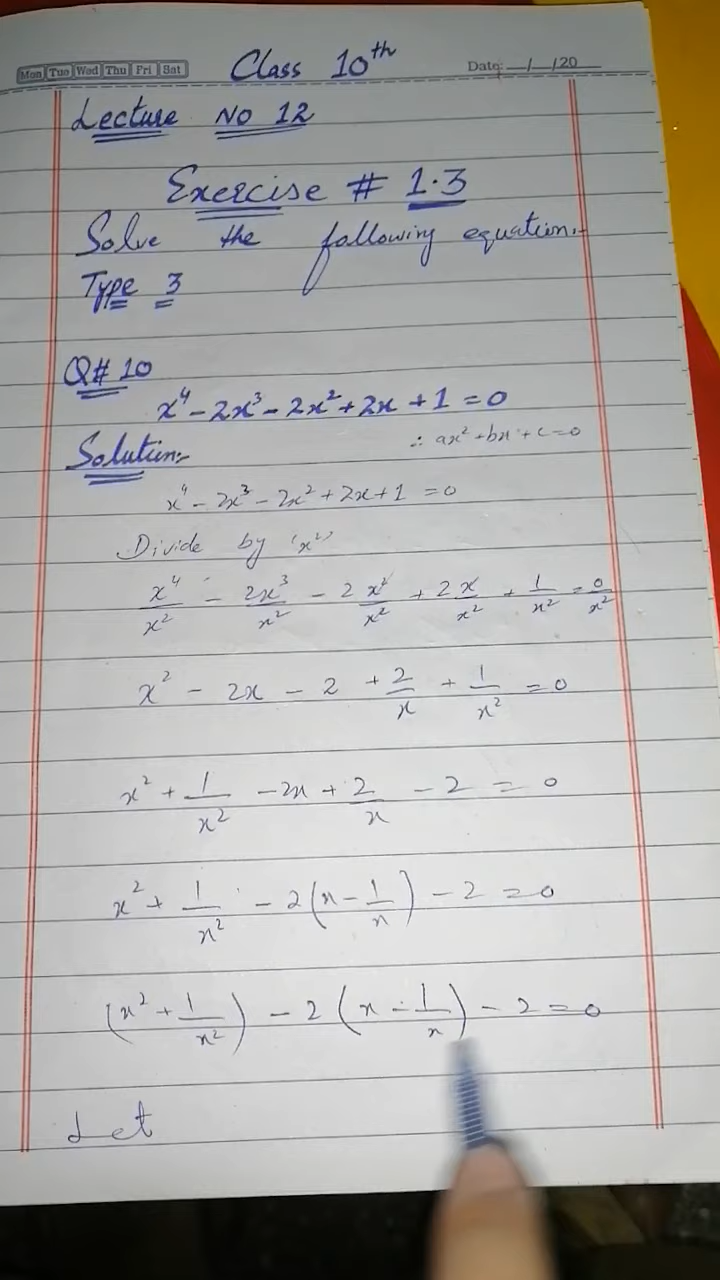 Mon Tue Wed Thu Fri Sat
Class 10th
Date: __/__/20__
Lecture No 12
Exercise # 1.3
Solve the following equation.
Type 3
Q# 10
x⁴ - 2x³ - 2x² + 2x + 1 = 0
Solution:-
∴ ax² + bx + c = 0
x⁴ - 2x³ - 2x² + 2x + 1 = 0
Divide by 'x²'
x⁴/x² - 2x³/x² - 2x²/x² + 2x/x² + 1/x² = 0/x²
x² - 2x - 2 + 2/x + 1/x² = 0
x² + 1/x² - 2x + 2/x - 2 = 0
x² + 1/x² - 2(x - 1/x) - 2 = 0
(x² + 1/x²) - 2(x - 1/x) - 2 = 0
Let